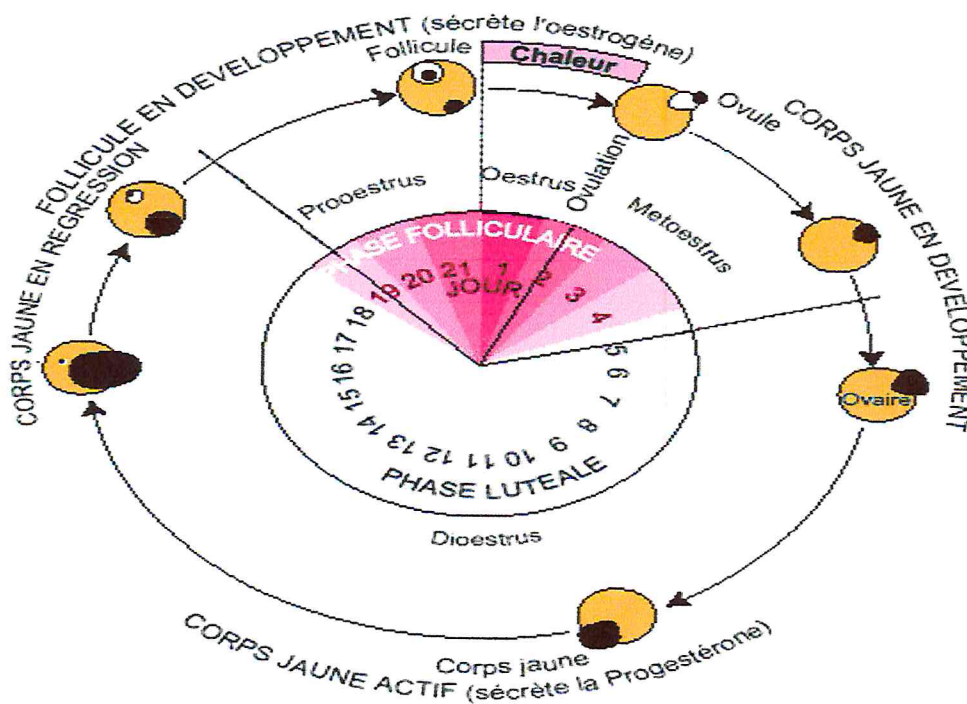 FOLLICULE EN DEVELOPPEMENT (sécrète l'oestrogène)
Follicule
Chaleur
Ovule
Ovulation
CORPS JAUNE EN DEVELOPPEMENT
CORPS JAUNE EN REGRESSION
Prooestrus
Oestrus
Metoestrus
PHASE FOLLICULAIRE
JOUR
1
2
3
4
5
6
7
8
9
10
11
12
13
14
15
16
17
18
19
20
21
Ovaire
PHASE LUTEALE
Dioestrus
Corps jaune
CORPS JAUNE ACTIF (sécrète la Progestérone)